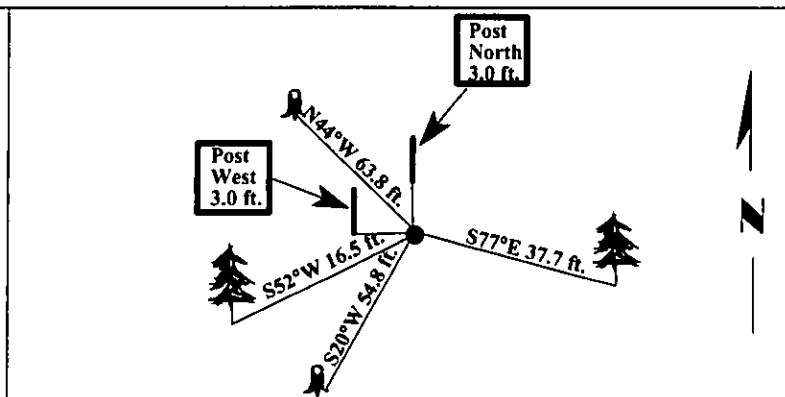 Post
North
3.0 ft.
N44°W 63.8 ft.
Post
West
3.0 ft.
S77°E 37.7 ft.
S52°W 16.5 ft.
S20°W 54.8 ft.
N